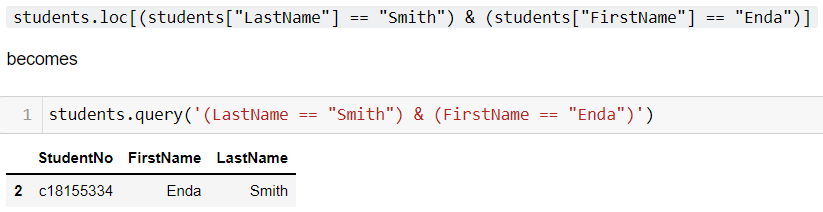 students.loc[(students["LastName"] == "Smith") & (students["FirstName"] == "Enda")]
becomes
1 students.query('(LastName == "Smith") & (FirstName == "Enda")')
StudentNo FirstName LastName
2 c18155334 Enda Smith